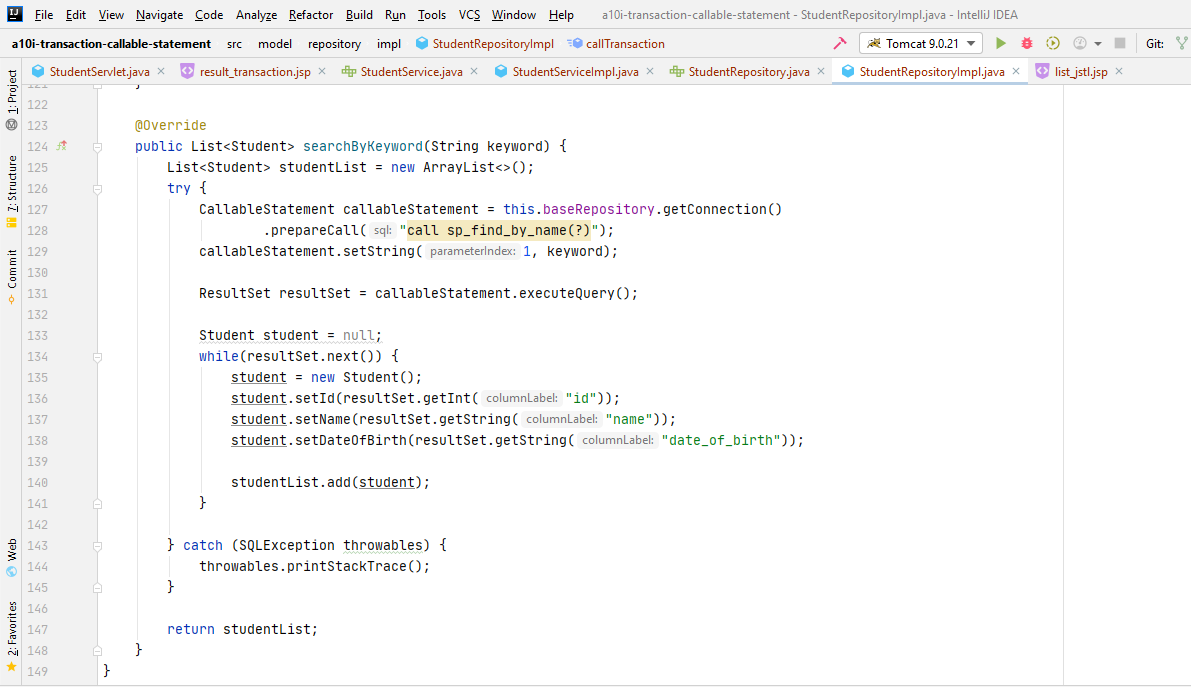 File Edit View Navigate Code Analyze Refactor Build Run Tools VCS Window Help a10i-transaction-callable-statement - StudentRepositoryImpl.java - IntelliJ IDEA
a10i-transaction-callable-statement src model repository impl StudentRepositoryImpl callTransaction Tomcat 9.0.21 Git:
StudentServlet.java result_transaction.jsp StudentService.java StudentServiceImpl.java StudentRepository.java StudentRepositoryImpl.java list_jstl.jsp
1: Project
7: Structure
Commit
Web
2: Favorites
121 }
122
123 @Override
124 public List<Student> searchByKeyword(String keyword) {
125 List<Student> studentList = new ArrayList<>();
126 try {
127 CallableStatement callableStatement = this.baseRepository.getConnection()
128 .prepareCall( sql: "call sp_find_by_name(?)");
129 callableStatement.setString( parameterIndex: 1, keyword);
130
131 ResultSet resultSet = callableStatement.executeQuery();
132
133 Student student = null;
134 while(resultSet.next()) {
135 student = new Student();
136 student.setId(resultSet.getInt( columnLabel: "id"));
137 student.setName(resultSet.getString( columnLabel: "name"));
138 student.setDateOfBirth(resultSet.getString( columnLabel: "date_of_birth"));
139
140 studentList.add(student);
141 }
142
143 } catch (SQLException throwables) {
144 throwables.printStackTrace();
145 }
146
147 return studentList;
148 }
149 }